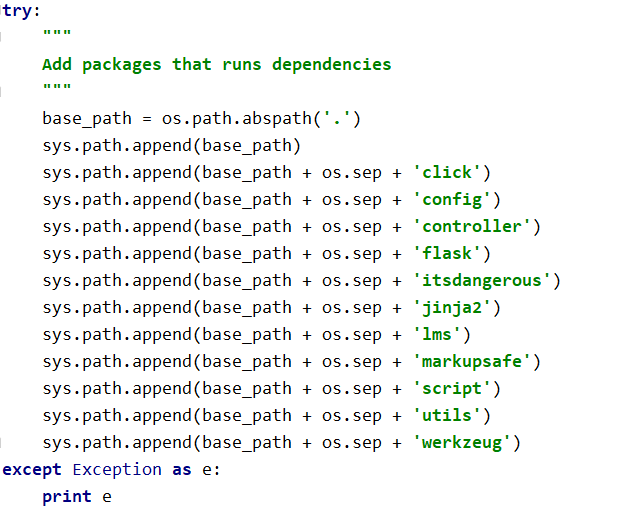 try:
    """
    Add packages that runs dependencies
    """
    base_path = os.path.abspath('.')
    sys.path.append(base_path)
    sys.path.append(base_path + os.sep + 'click')
    sys.path.append(base_path + os.sep + 'config')
    sys.path.append(base_path + os.sep + 'controller')
    sys.path.append(base_path + os.sep + 'flask')
    sys.path.append(base_path + os.sep + 'itsdangerous')
    sys.path.append(base_path + os.sep + 'jinja2')
    sys.path.append(base_path + os.sep + 'lms')
    sys.path.append(base_path + os.sep + 'markupsafe')
    sys.path.append(base_path + os.sep + 'script')
    sys.path.append(base_path + os.sep + 'utils')
    sys.path.append(base_path + os.sep + 'werkzeug')
except Exception as e:
    print e